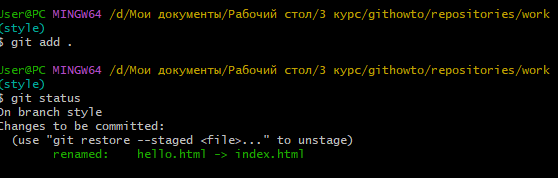 User@PC MINGW64 /d/Мои документы/Рабочий стол/3 курс/githowto/repositories/work
(style)
$ git add .
User@PC MINGW64 /d/Мои документы/Рабочий стол/3 курс/githowto/repositories/work
(style)
$ git status
On branch style
Changes to be committed:
  (use "git restore --staged <file>..." to unstage)
        renamed:    hello.html -> index.html